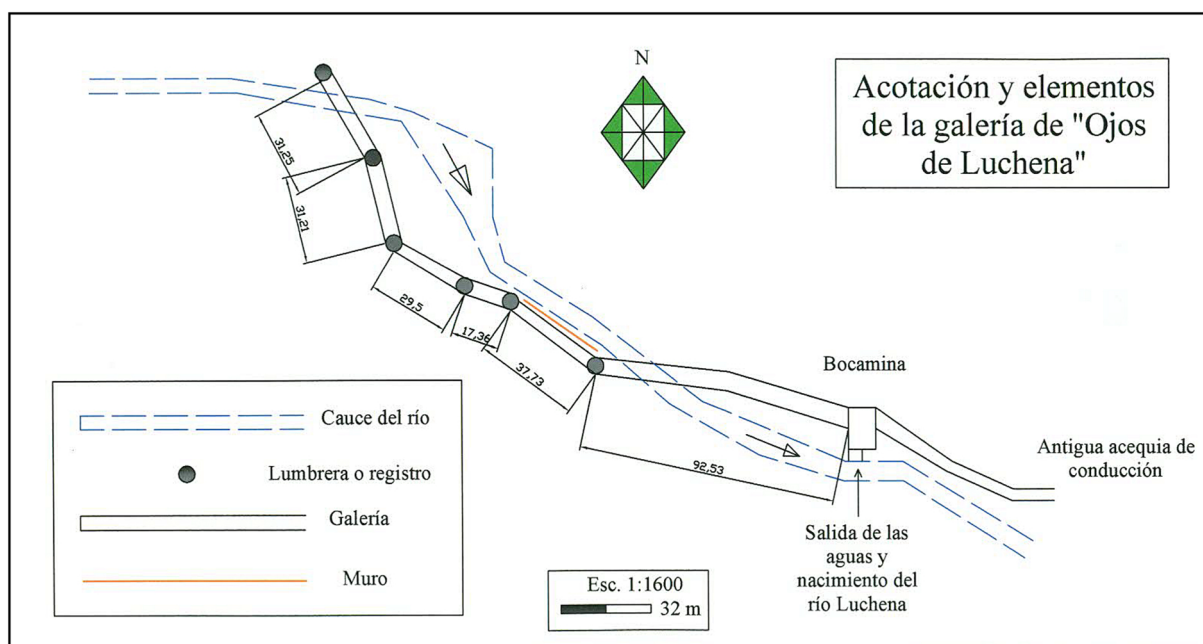 N
Acotación y elementos
de la galería de "Ojos
de Luchena"
31,25
31,21
29,5
17,36
37,73
92,53
Bocamina
Antigua acequia de
conducción
Salida de las
aguas y
nacimiento del
río Luchena
Cauce del río
Lumbrera o registro
Galería
Muro
Esc. 1:1600
32 m